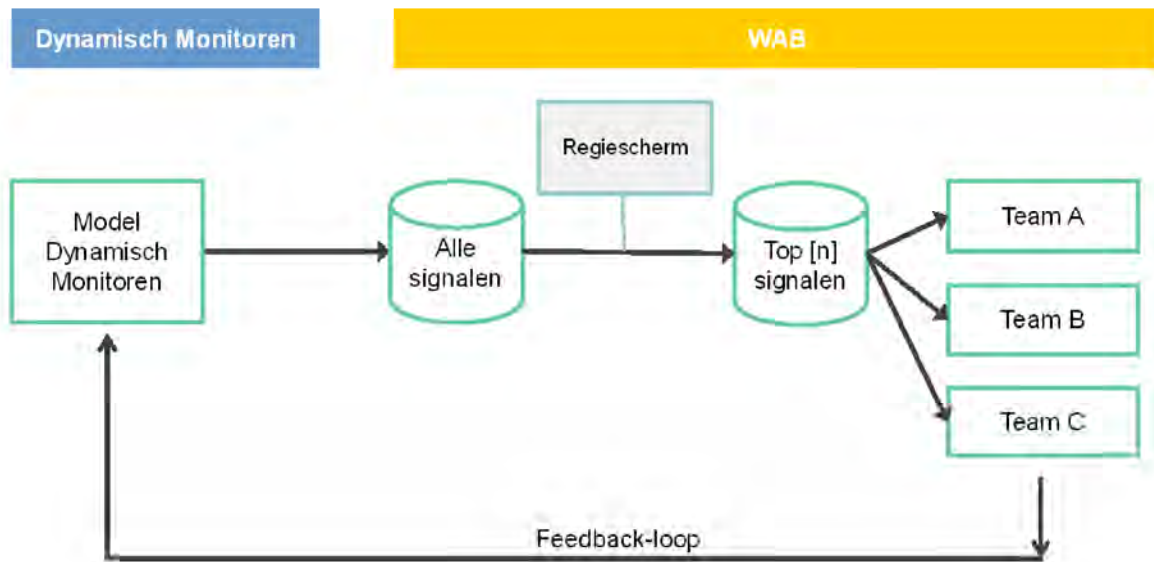 Dynamisch Monitoren
WAB
Regiescherm
Model
Dynamisch
Monitoren
Alle
signalen
Top [n]
signalen
Team A
Team B
Team C
Feedback-loop